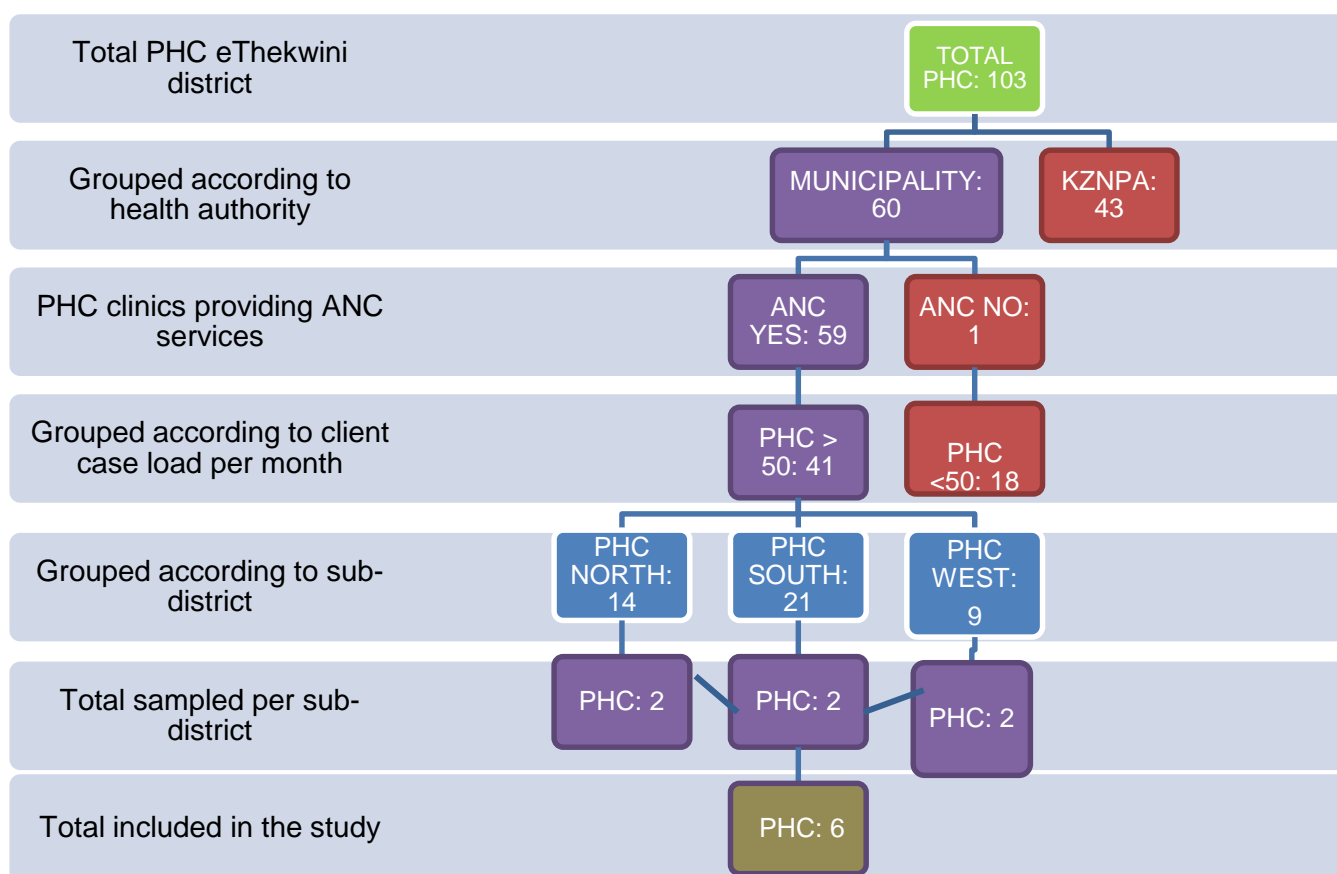 Total PHC eThekwini
district
TOTAL
PHC: 103
Grouped according to
health authority
MUNICIPALITY:
60
KZNPA:
43
PHC clinics providing ANC
services
ANC
YES: 59
ANC NO:
1
Grouped according to client
case load per month
PHC >
50: 41
PHC
<50: 18
Grouped according to sub-
district
PHC
NORTH:
14
PHC
SOUTH:
21
PHC
WEST:
9
Total sampled per sub-
district
PHC: 2
PHC: 2
PHC: 2
Total included in the study
PHC: 6